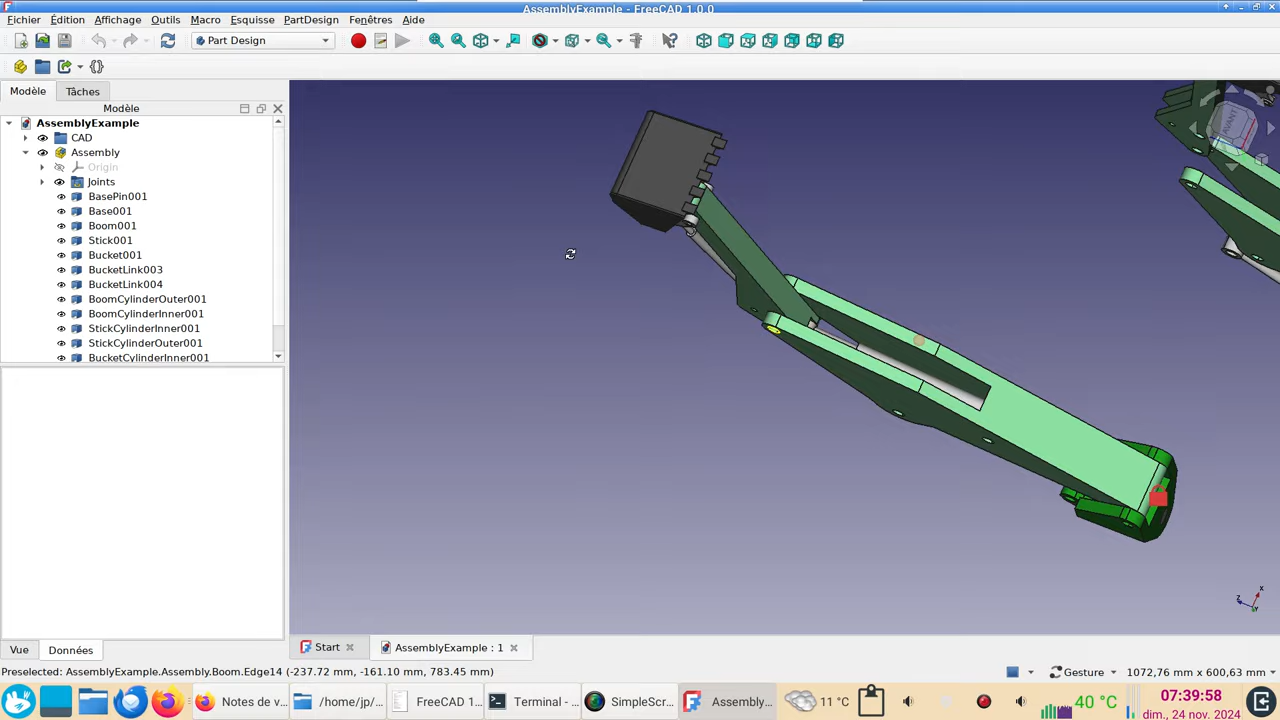 AssemblyExample - FreeCAD 1.0.0
Fichier Édition Affichage Outils Macro Esquisse PartDesign Fenêtres Aide
Part Design
Modèle Tâches
Modèle
AssemblyExample
CAD
Assembly
Origin
Joints
BasePin001
Base001
Boom001
Stick001
Bucket001
BucketLink003
BucketLink004
BoomCylinderOuter001
BoomCylinderInner001
StickCylinderInner001
StickCylinderOuter001
BucketCylinderInner001
Z X Y
Vue Données
Start AssemblyExample : 1
Preselected: AssemblyExample.Assembly.Boom.Edge14 (-237.72 mm, -161.10 mm, 783.45 mm)
Gesture 1072,76 mm x 600,63 mm
Notes de v... /home/jp/... FreeCAD 1.... Terminal - ... SimpleScr... Assembly... 11 °C 40 °C 07:39:58
dim., 24 nov. 2024